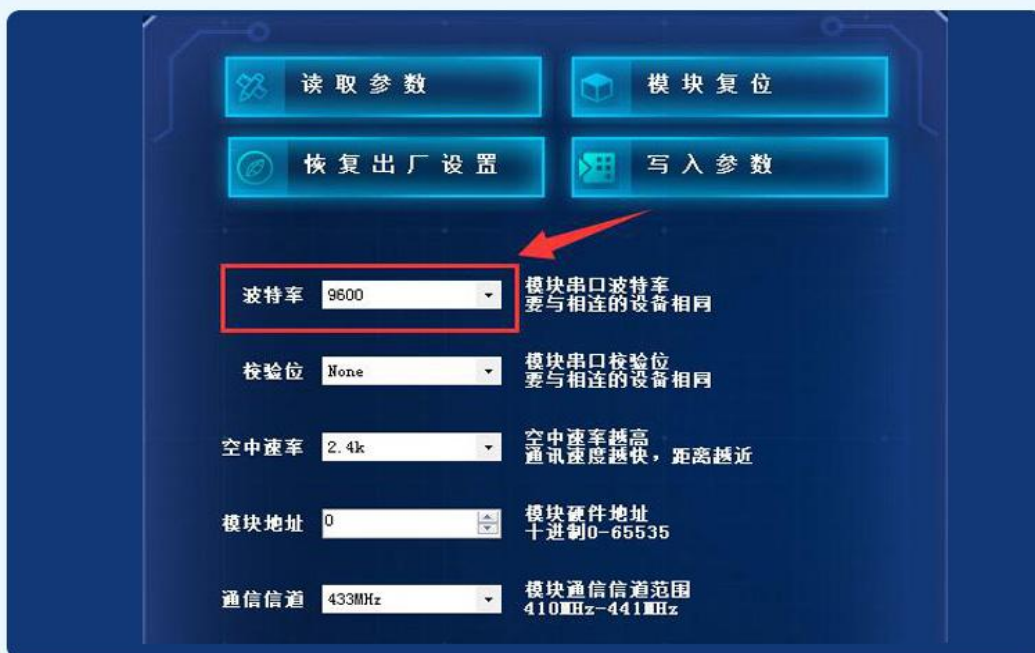 读取参数
模块复位
恢复出厂设置
写入参数
波特率
9600
模块串口波特率
要与相连的设备相同
校验位
None
模块串口校验位
要与相连的设备相同
空中速率
2.4k
空中速率越高
通讯速度越快，距离越近
模块地址
0
模块硬件地址
十进制0-65535
通信信道
433MHz
模块通信信道范围
410MHz-441MHz